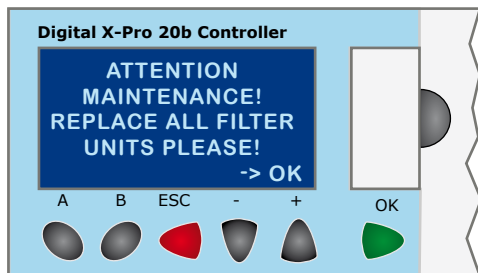 Digital X-Pro 20b Controller
ATTENTION
MAINTENANCE!
REPLACE ALL FILTER
UNITS PLEASE!
-> OK
A B ESC - + OK